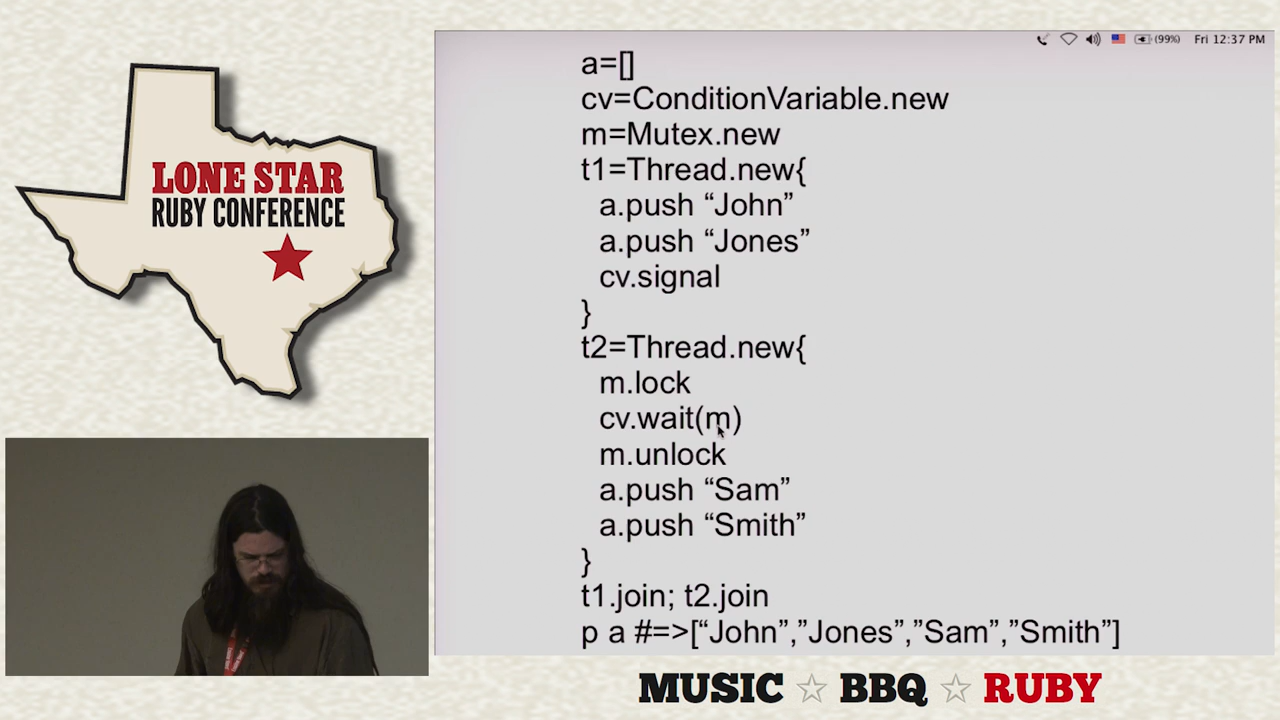 LONE STAR
RUBY CONFERENCE
(99%) Fri 12:37 PM
a=[]
cv=ConditionVariable.new
m=Mutex.new
t1=Thread.new{
a.push “John”
a.push “Jones”
cv.signal
}
t2=Thread.new{
m.lock
cv.wait(m)
m.unlock
a.push “Sam”
a.push “Smith”
}
t1.join; t2.join
p a #=>[“John”,”Jones”,”Sam”,”Smith”]
MUSIC ☆ BBQ ☆ RUBY